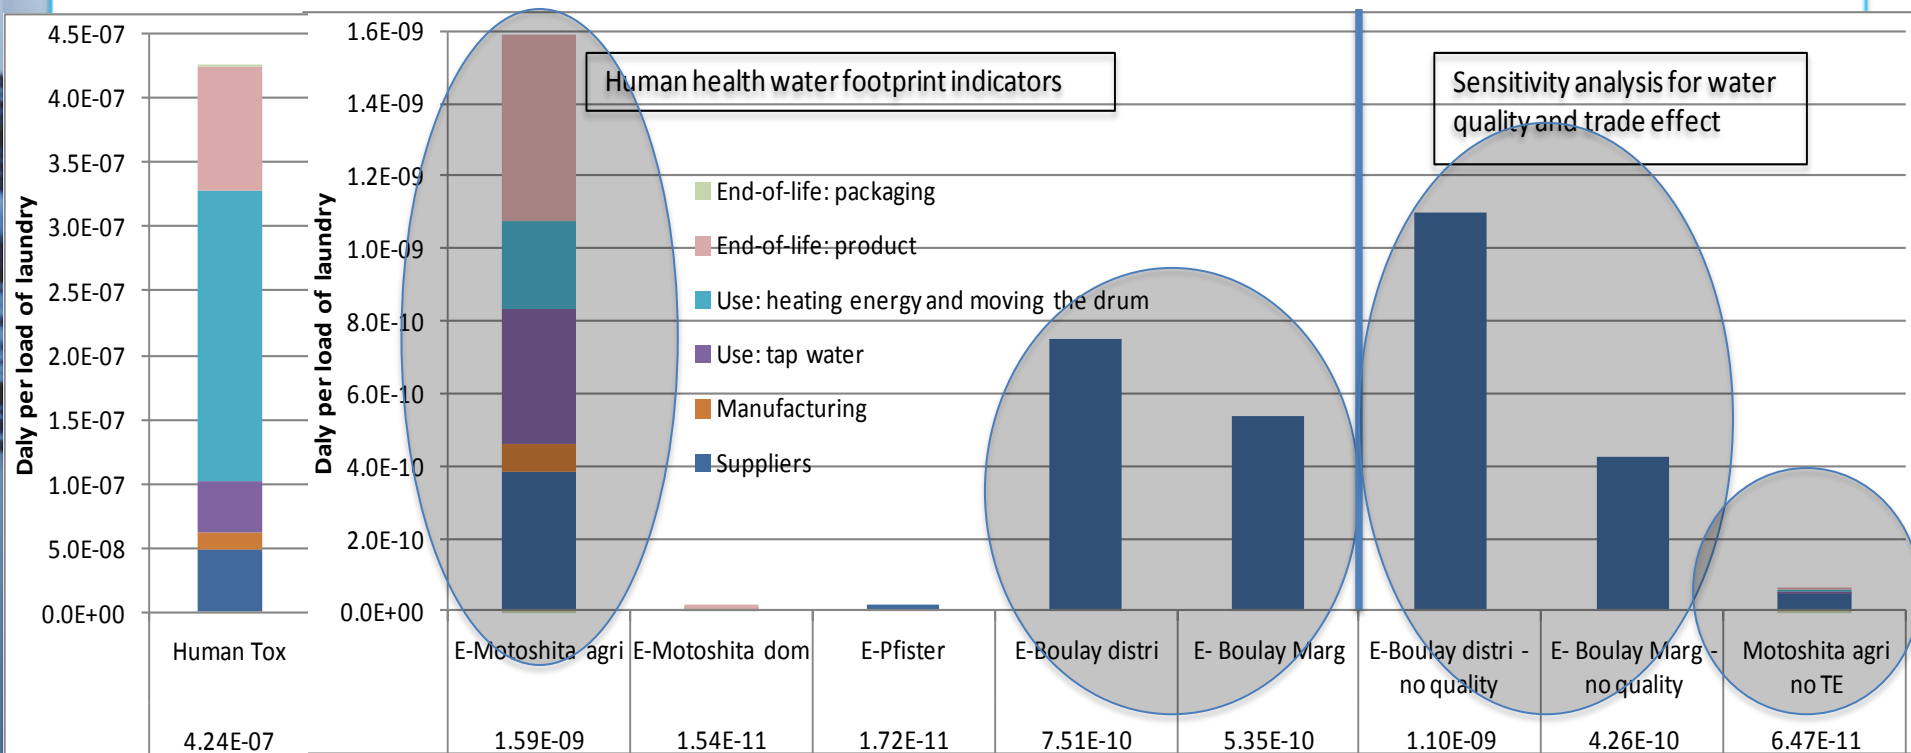 4.5E-07
4.0E-07
3.5E-07
3.0E-07
2.5E-07
2.0E-07
1.5E-07
1.0E-07
5.0E-08
0.0E+00
Daly per load of laundry
Human Tox
4.24E-07
1.6E-09
1.4E-09
1.2E-09
1.0E-09
8.0E-10
6.0E-10
4.0E-10
2.0E-10
0.0E+00
Daly per load of laundry
Human health water footprint indicators
Sensitivity analysis for water
quality and trade effect
End-of-life: packaging
End-of-life: product
Use: heating energy and moving the drum
Use: tap water
Manufacturing
Suppliers
E-Motoshita agri
E-Motoshita dom
E-Pfister
E-Boulay distri
E- Boulay Marg
E-Boulay distri -
no quality
E- Boulay Marg -
no quality
Motoshita agri
no TE
1.59E-09
1.54E-11
1.72E-11
7.51E-10
5.35E-10
1.10E-09
4.26E-10
6.47E-11